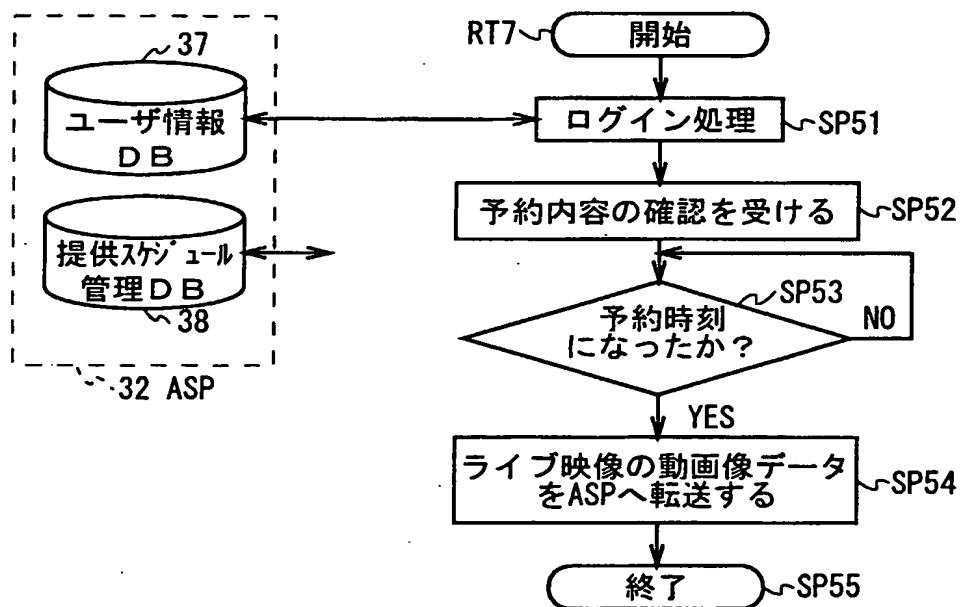 37
ユーザ情報
DB
提供スケジュール
管理DB
38
32 ASP
RT7
開始
ログイン処理
SP51
予約内容の確認を受ける
SP52
SP53
予約時刻
になったか?
NO
YES
ライブ映像の動画像データ
をASPへ転送する
SP54
終了
SP55